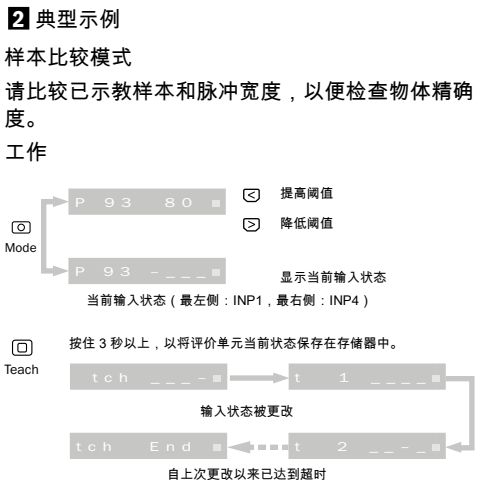 2 典型示例
样本比较模式
请比较已示教样本和脉冲宽度，以便检查物体精确
度。
工作
P 93 80
< 提高阈值
> 降低阈值
Mode
P 93 -___
显示当前输入状态
当前输入状态（最左侧：INP1，最右侧：INP4）
按住 3 秒以上，以将评价单元当前状态保存在存储器中。
Teach
tch ___-
t 1 ____
输入状态被更改
tch End
t 2 __-_
自上次更改以来已达到超时